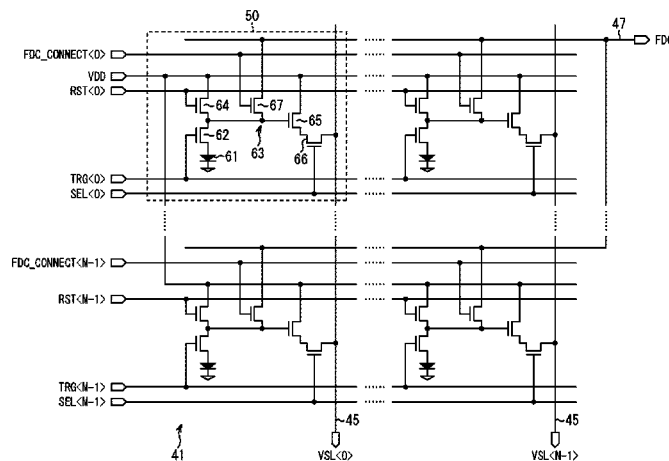 50
47
FDC
FDC_CONNECT<0>
VDD
RST<0>
64
67
65
62
63
66
61
TRG<0>
SEL<0>
FDC_CONNECT<N-1>
RST<N-1>
TRG<N-1>
SEL<N-1>
45
45
41
VSL<0>
VSL<N-1>